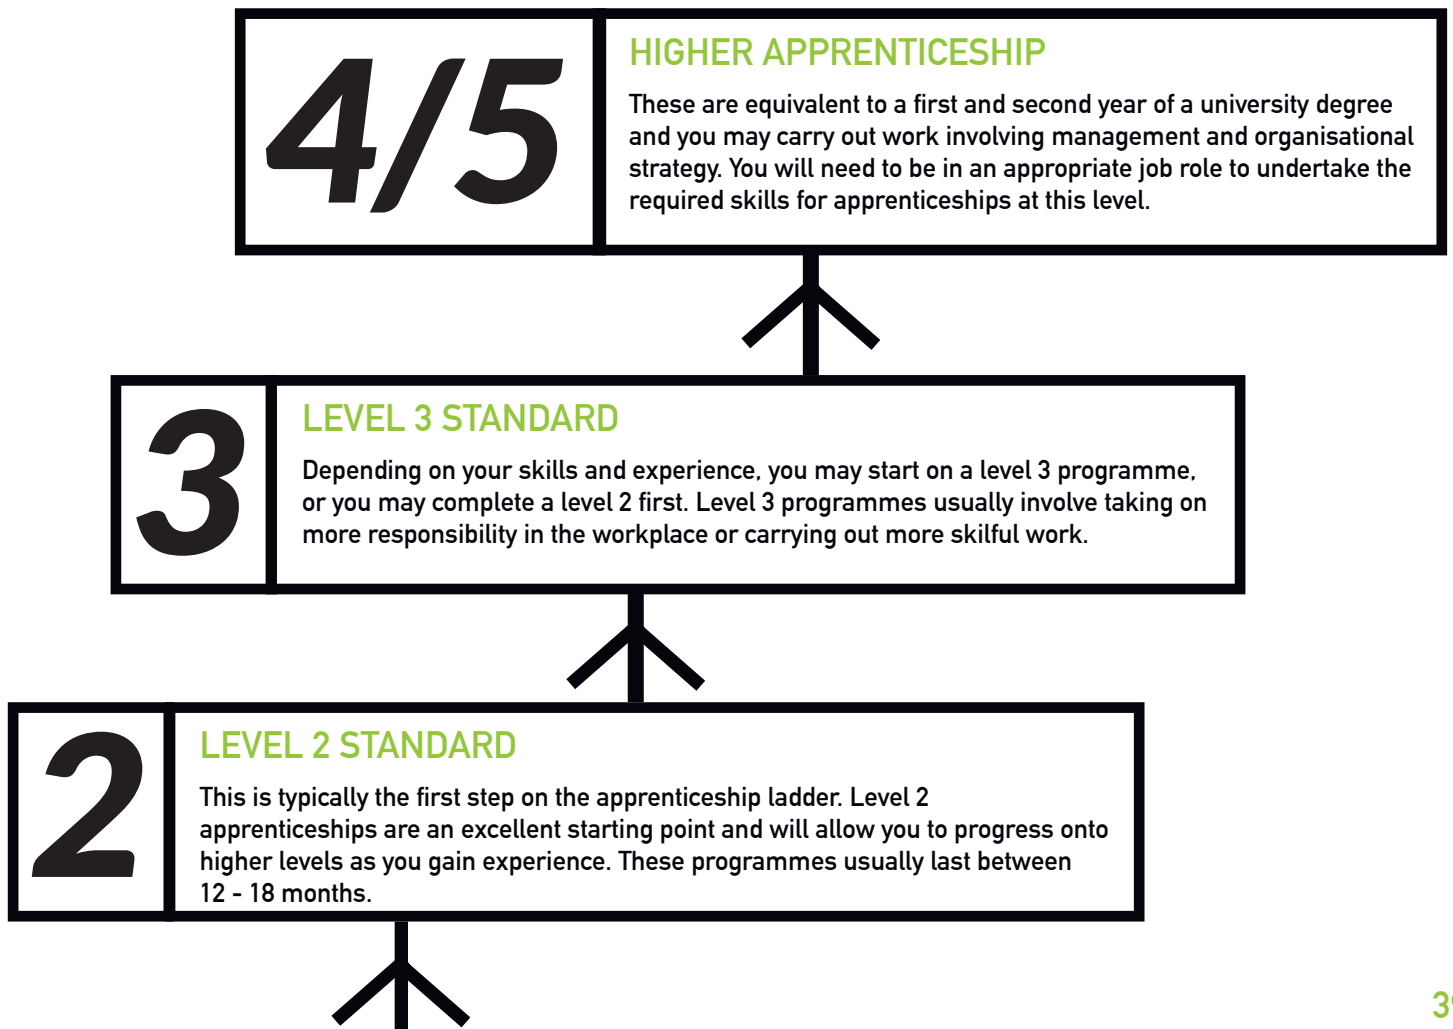 4/5
HIGHER APPRENTICESHIP
These are equivalent to a first and second year of a university degree
and you may carry out work involving management and organisational
strategy. You will need to be in an appropriate job role to undertake the
required skills for apprenticeships at this level.
3
LEVEL 3 STANDARD
Depending on your skills and experience, you may start on a level 3 programme,
or you may complete a level 2 first. Level 3 programmes usually involve taking on
more responsibility in the workplace or carrying out more skilful work.
2
LEVEL 2 STANDARD
This is typically the first step on the apprenticeship ladder. Level 2
apprenticeships are an excellent starting point and will allow you to progress onto
higher levels as you gain experience. These programmes usually last between
12 - 18 months.